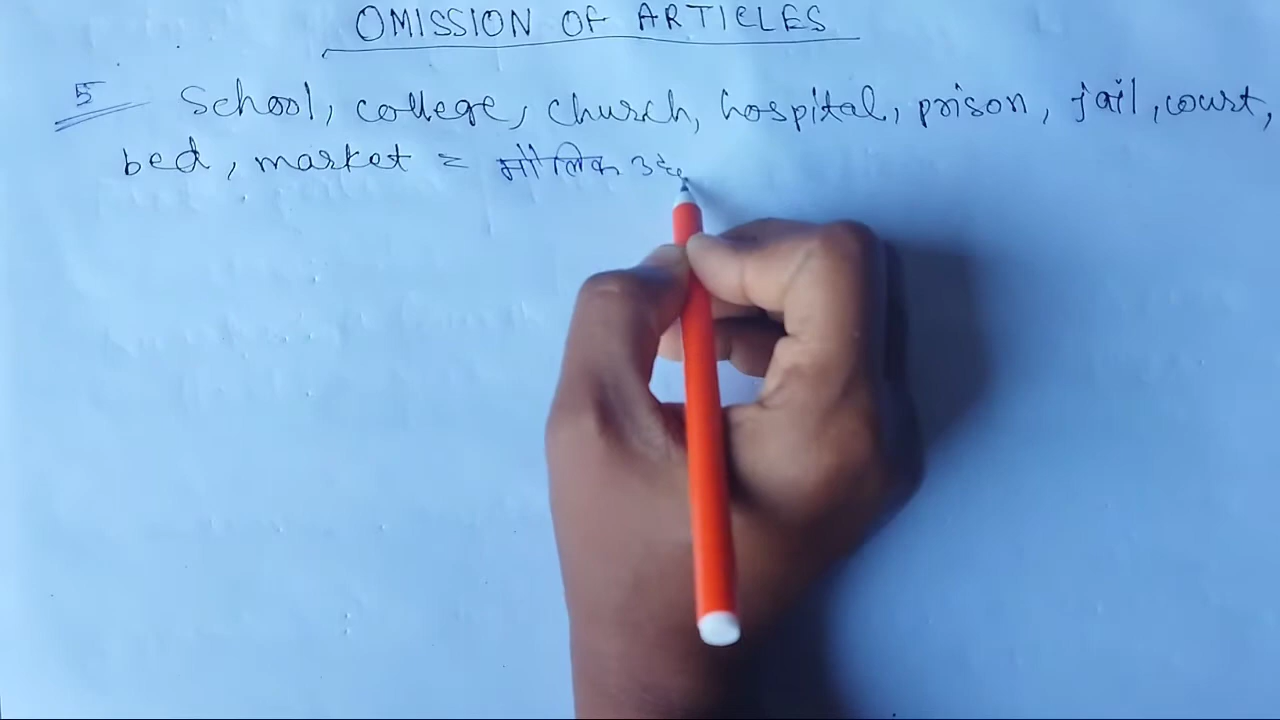 OMISSION OF ARTICLES
5 School, college, church, hospital, prison, jail, court,
bed, market = मौलिक